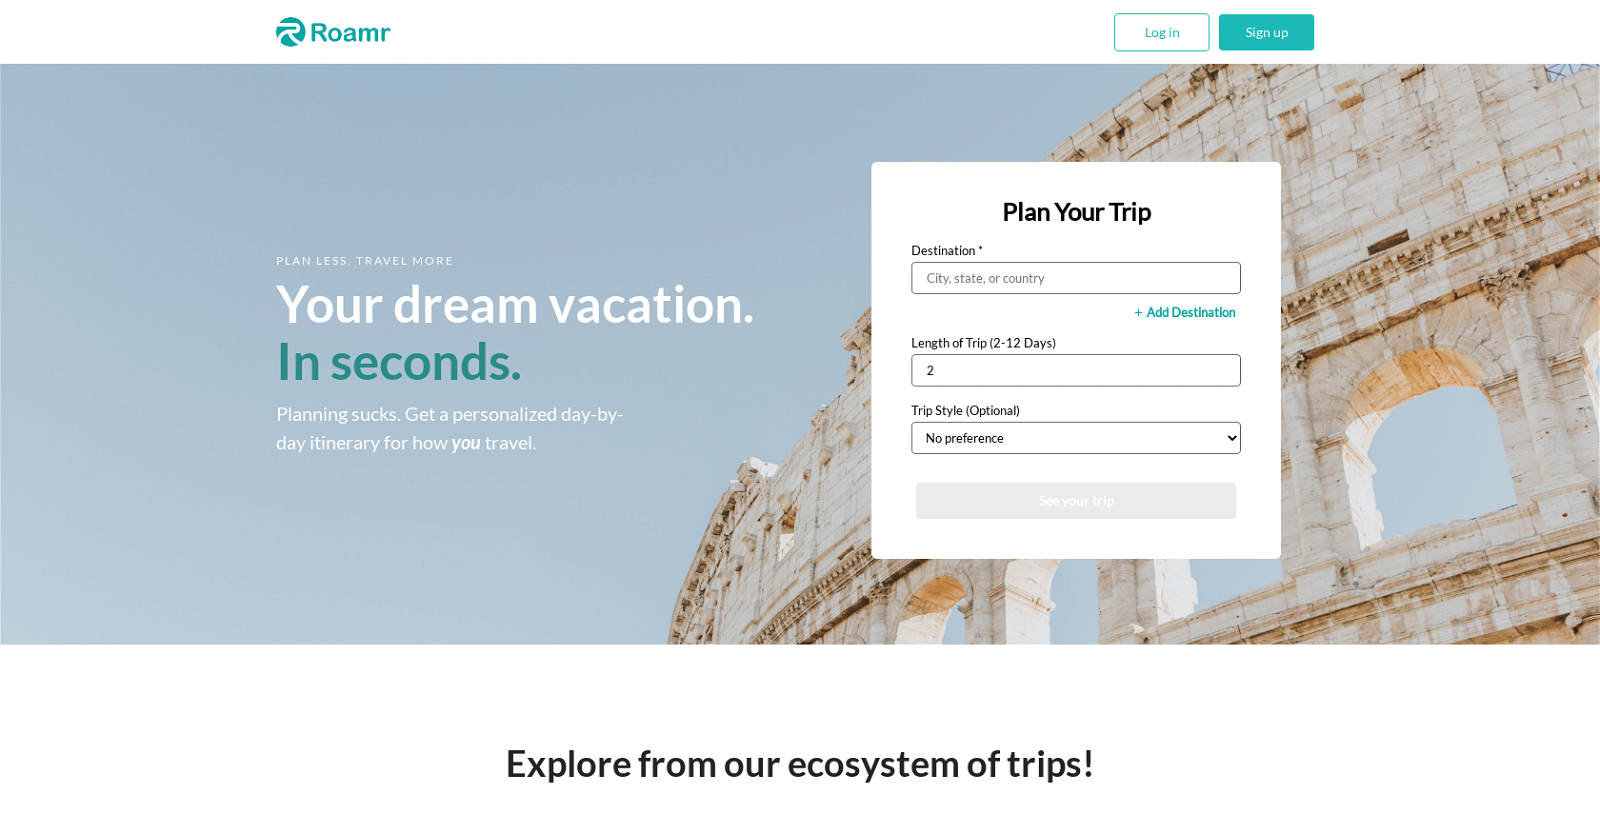 Roamr
Log in
Sign up
PLAN LESS, TRAVEL MORE
Your dream vacation.
In seconds.
Planning sucks. Get a personalized day-by-
day itinerary for how you travel.
Plan Your Trip
Destination *
City, state, or country
+ Add Destination
Length of Trip (2-12 Days)
2
Trip Style (Optional)
No preference
See your trip
Explore from our ecosystem of trips!